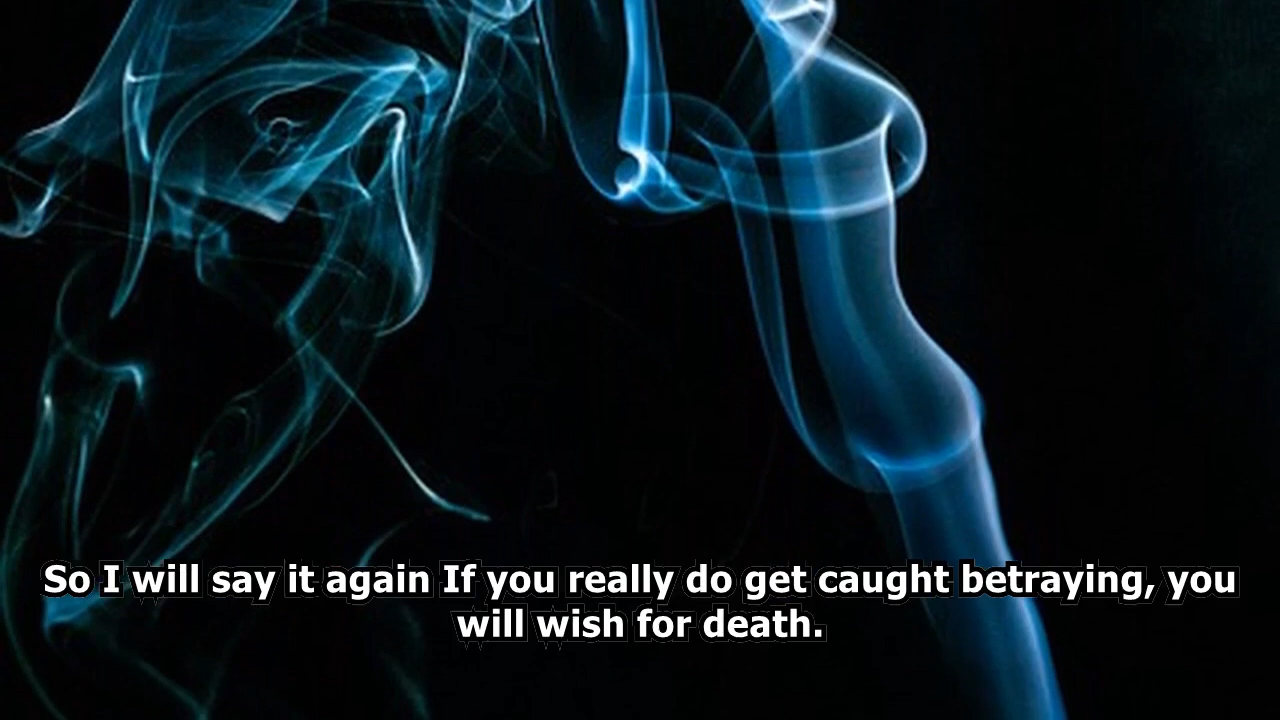 So I will say it again If you really do get caught betraying, you
will wish for death.